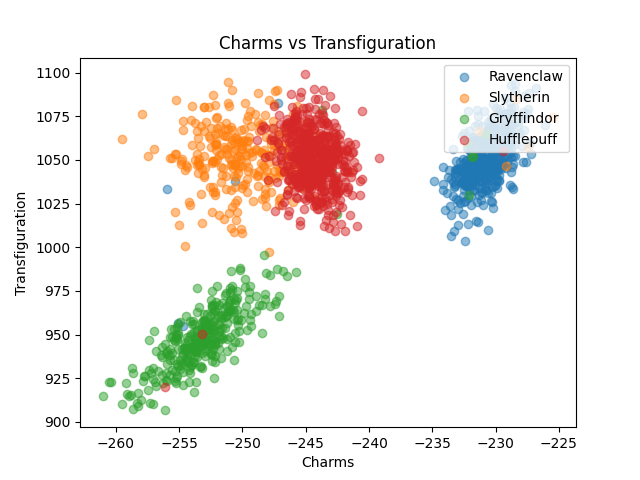 Charms vs Transfiguration
Ravenclaw
Slytherin
Gryffindor
Hufflepuff
1100
1075
1050
1025
1000
975
950
925
900
Transfiguration
−260
−255
−250
−245
−240
−235
−230
−225
Charms